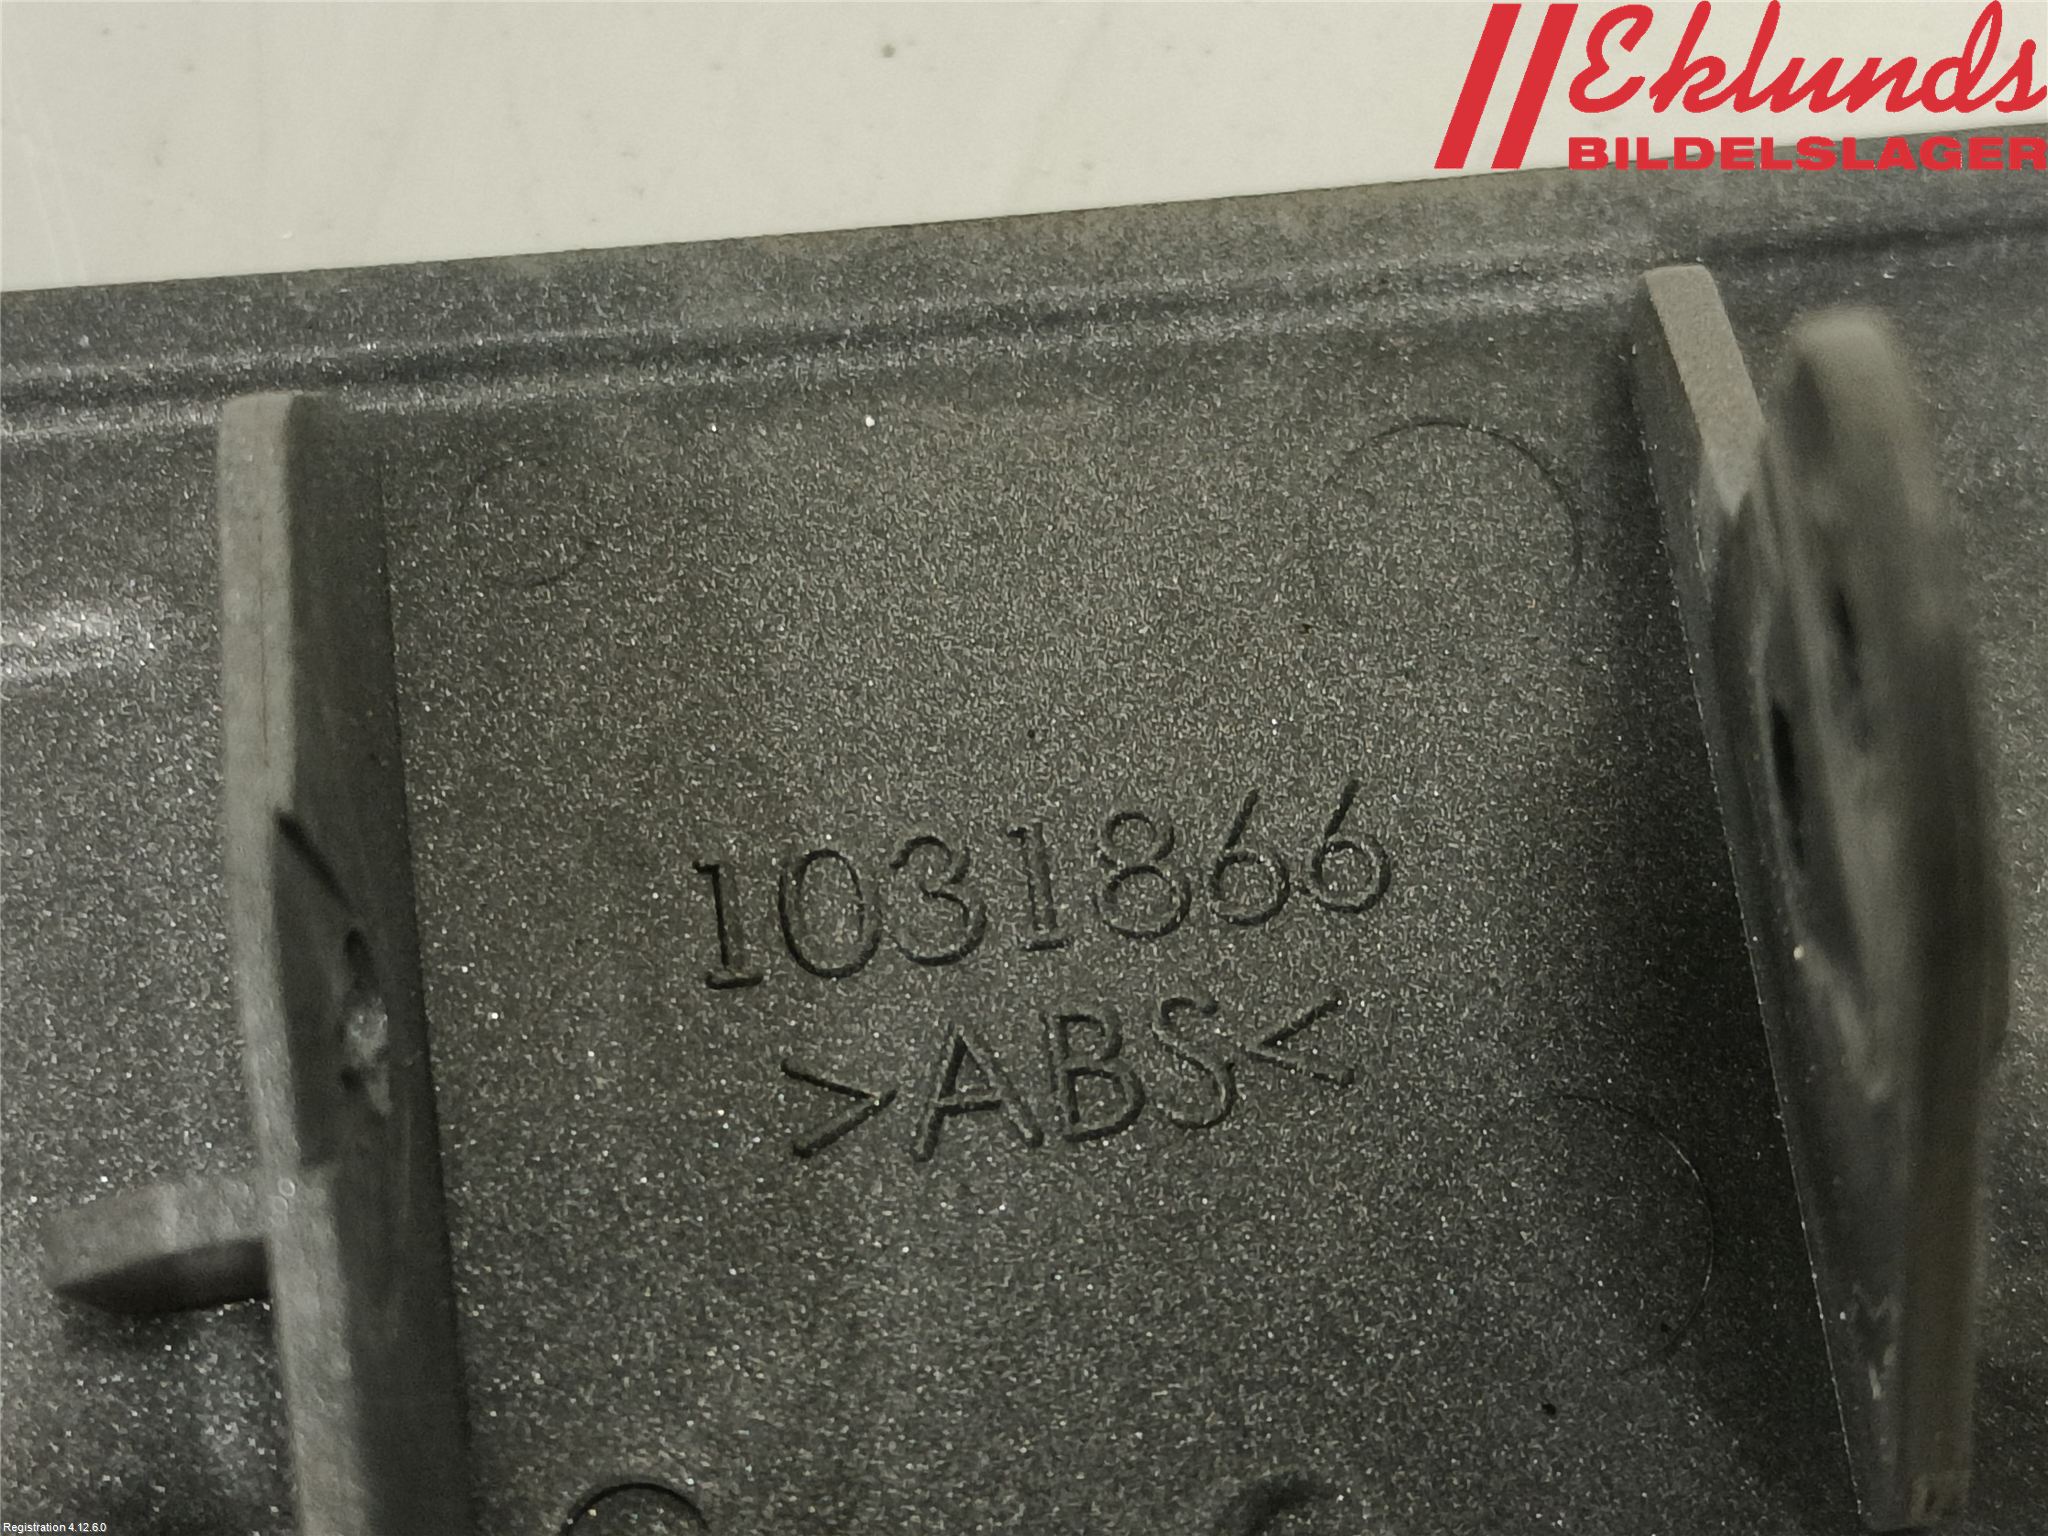 Eklunds
BILDELSLAGER
1031866
>ABS<
Registration 4.12.6.0